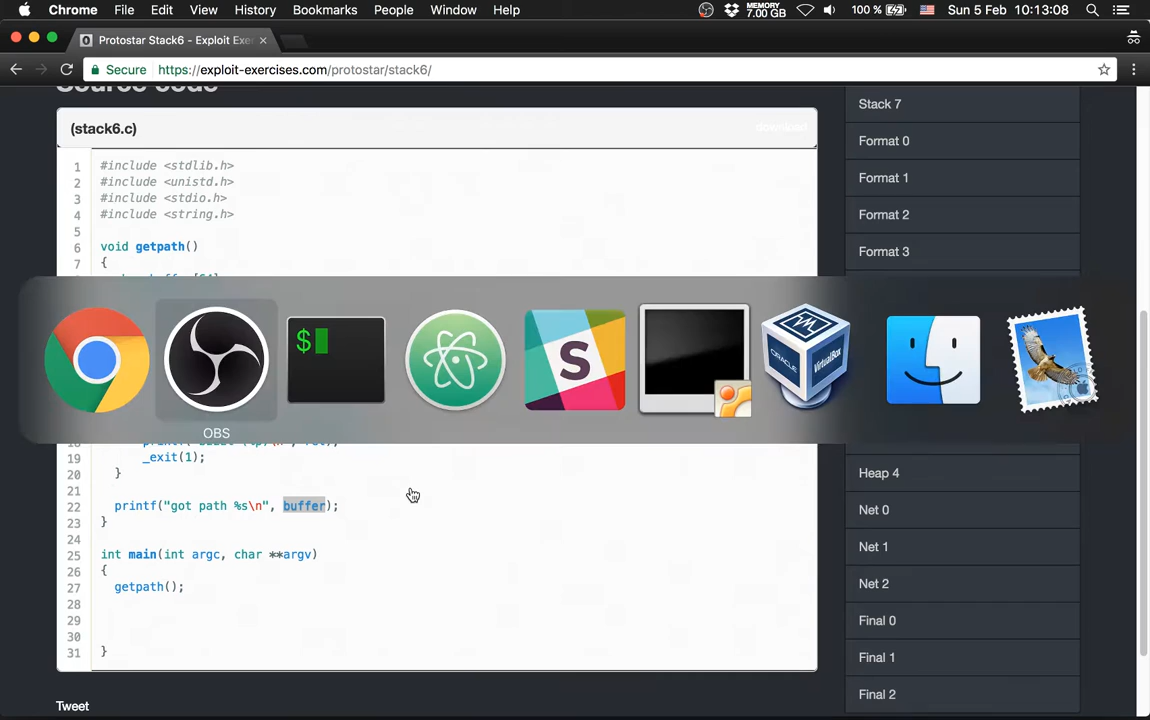 Chrome File Edit View History Bookmarks People Window Help MEMORY 7.00 GB 100 % Sun 5 Feb 10:13:08
Protostar Stack6 - Exploit Exe
Secure https://exploit-exercises.com/protostar/stack6/
Source code
(stack6.c) download
1 #include <stdlib.h>
2 #include <unistd.h>
3 #include <stdio.h>
4 #include <string.h>
5
6 void getpath()
7 {
$
S
ORACLE
VirtualBox
OBS
19 _exit(1);
20 }
21
22 printf("got path %s\n", buffer);
23 }
24
25 int main(int argc, char **argv)
26 {
27 getpath();
28
29
30
31 }
Tweet
Stack 7
Format 0
Format 1
Format 2
Format 3
Heap 4
Net 0
Net 1
Net 2
Final 0
Final 1
Final 2